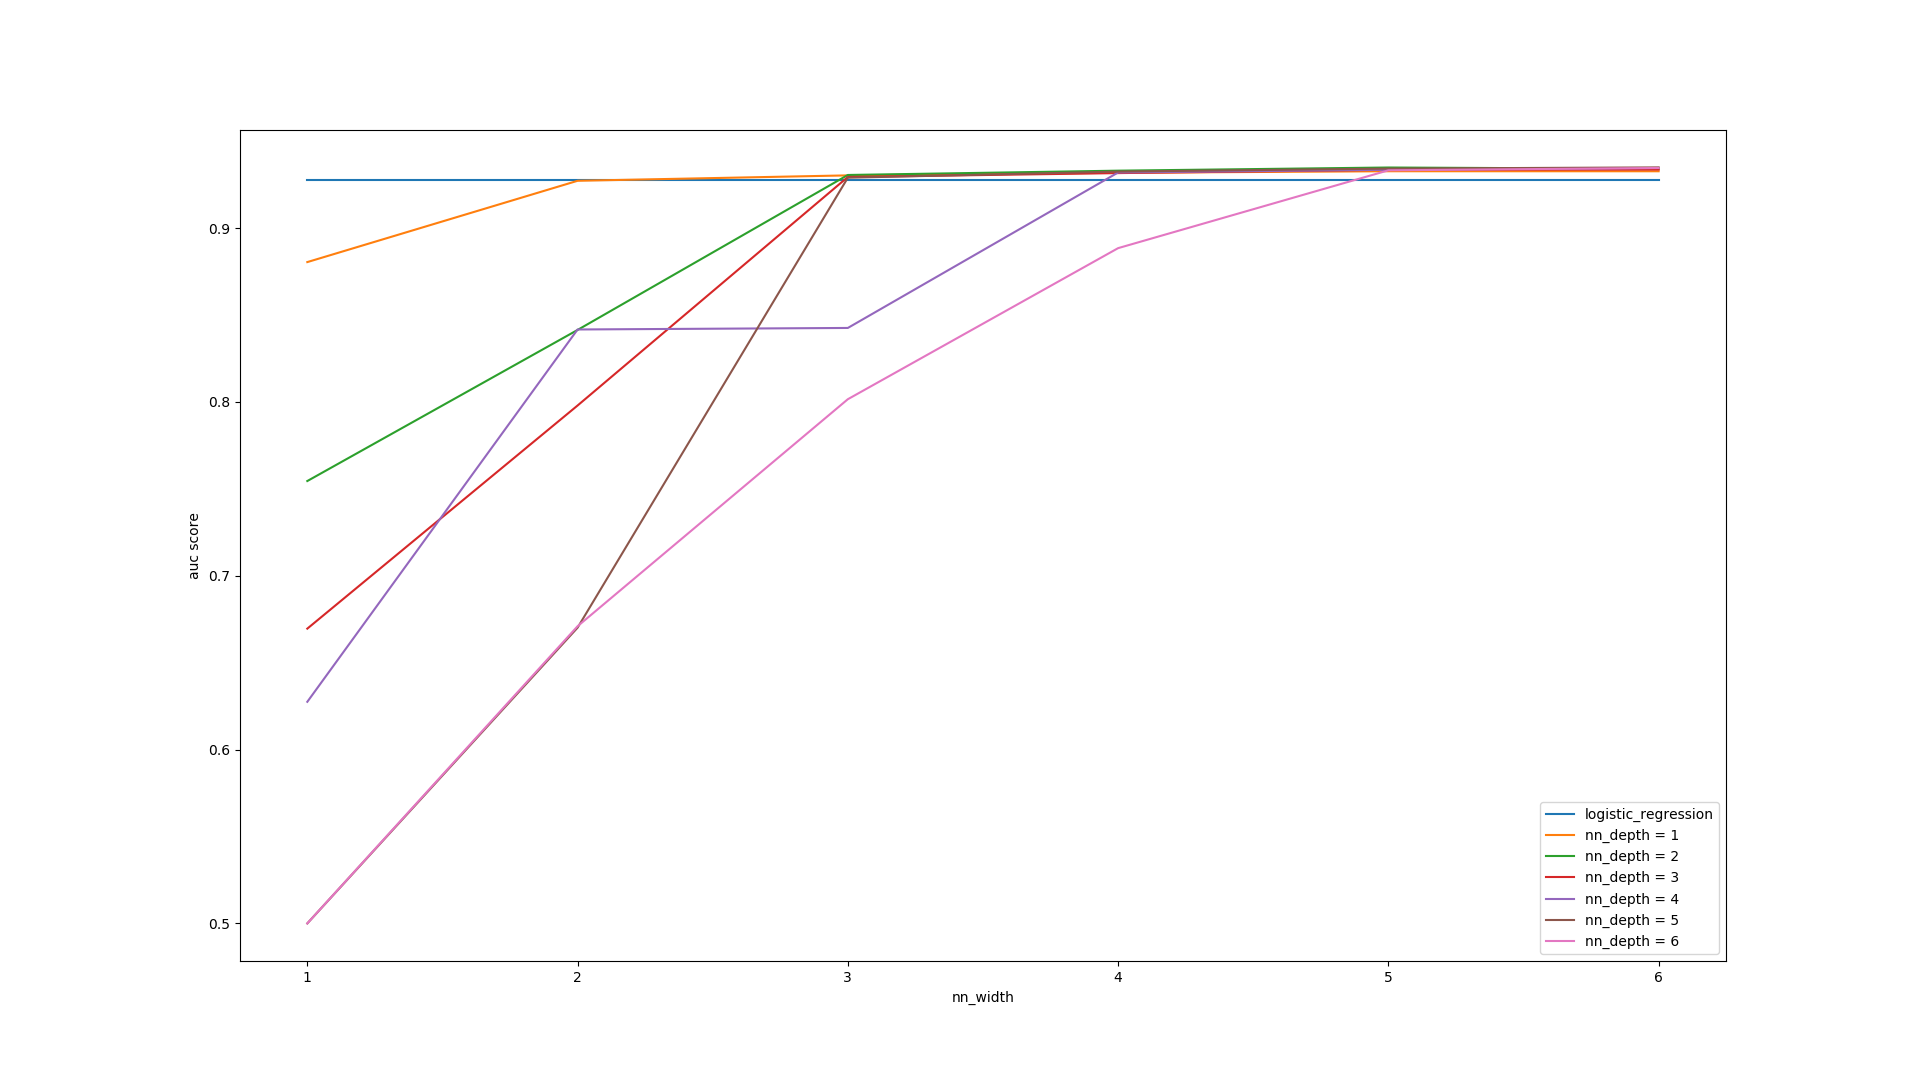 0.9
0.8
0.7
0.6
0.5
auc score
1 2 3 4 5 6
nn_width
logistic_regression
nn_depth = 1
nn_depth = 2
nn_depth = 3
nn_depth = 4
nn_depth = 5
nn_depth = 6